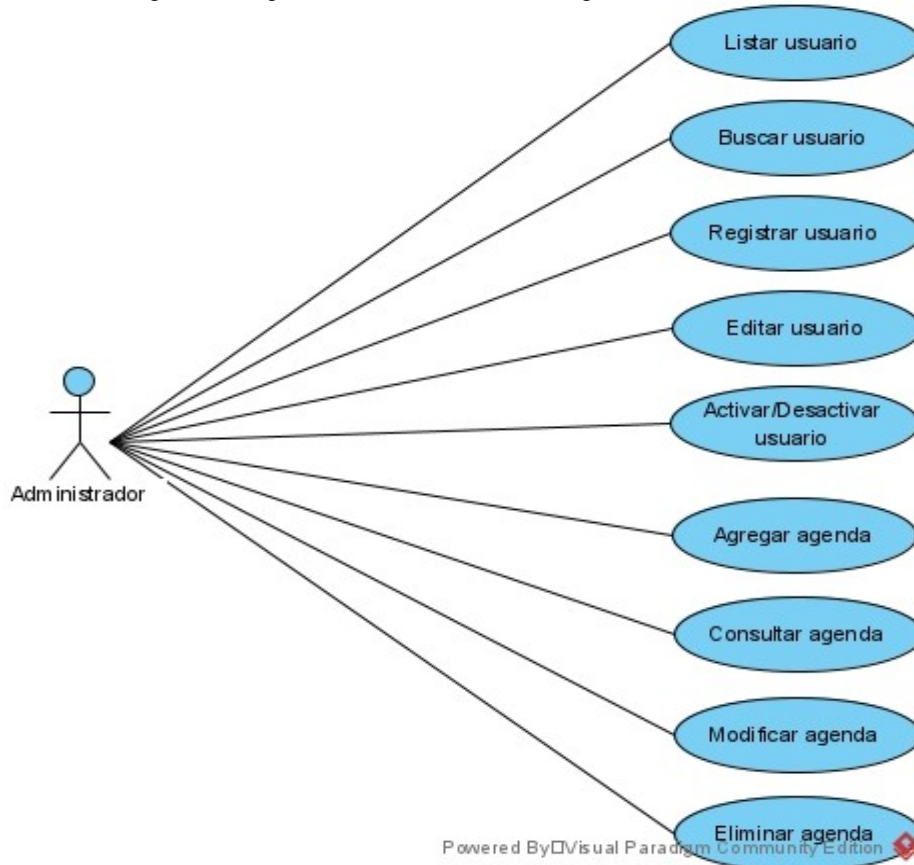 Listar usuario
Buscar usuario
Registrar usuario
Editar usuario
Activar/Desactivar
usuario
Administrador
Agregar agenda
Consultar agenda
Modificar agenda
Eliminar agenda
Powered By□Visual Paradigm Community Edition